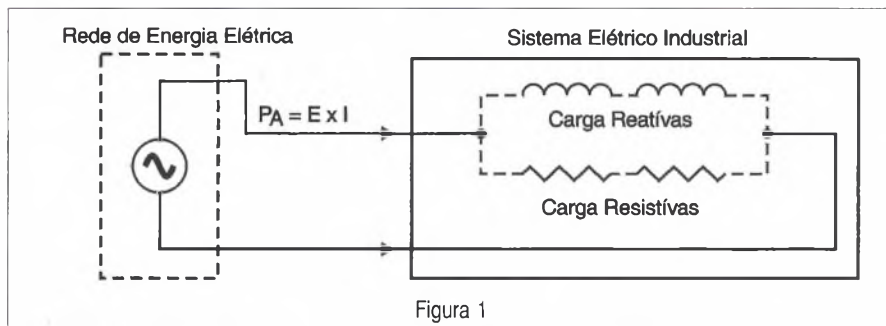 Rede de Energia Elétrica
Sistema Elétrico Industrial
PA = E x I
Carga Reatívas
Carga Resistívas
Figura 1